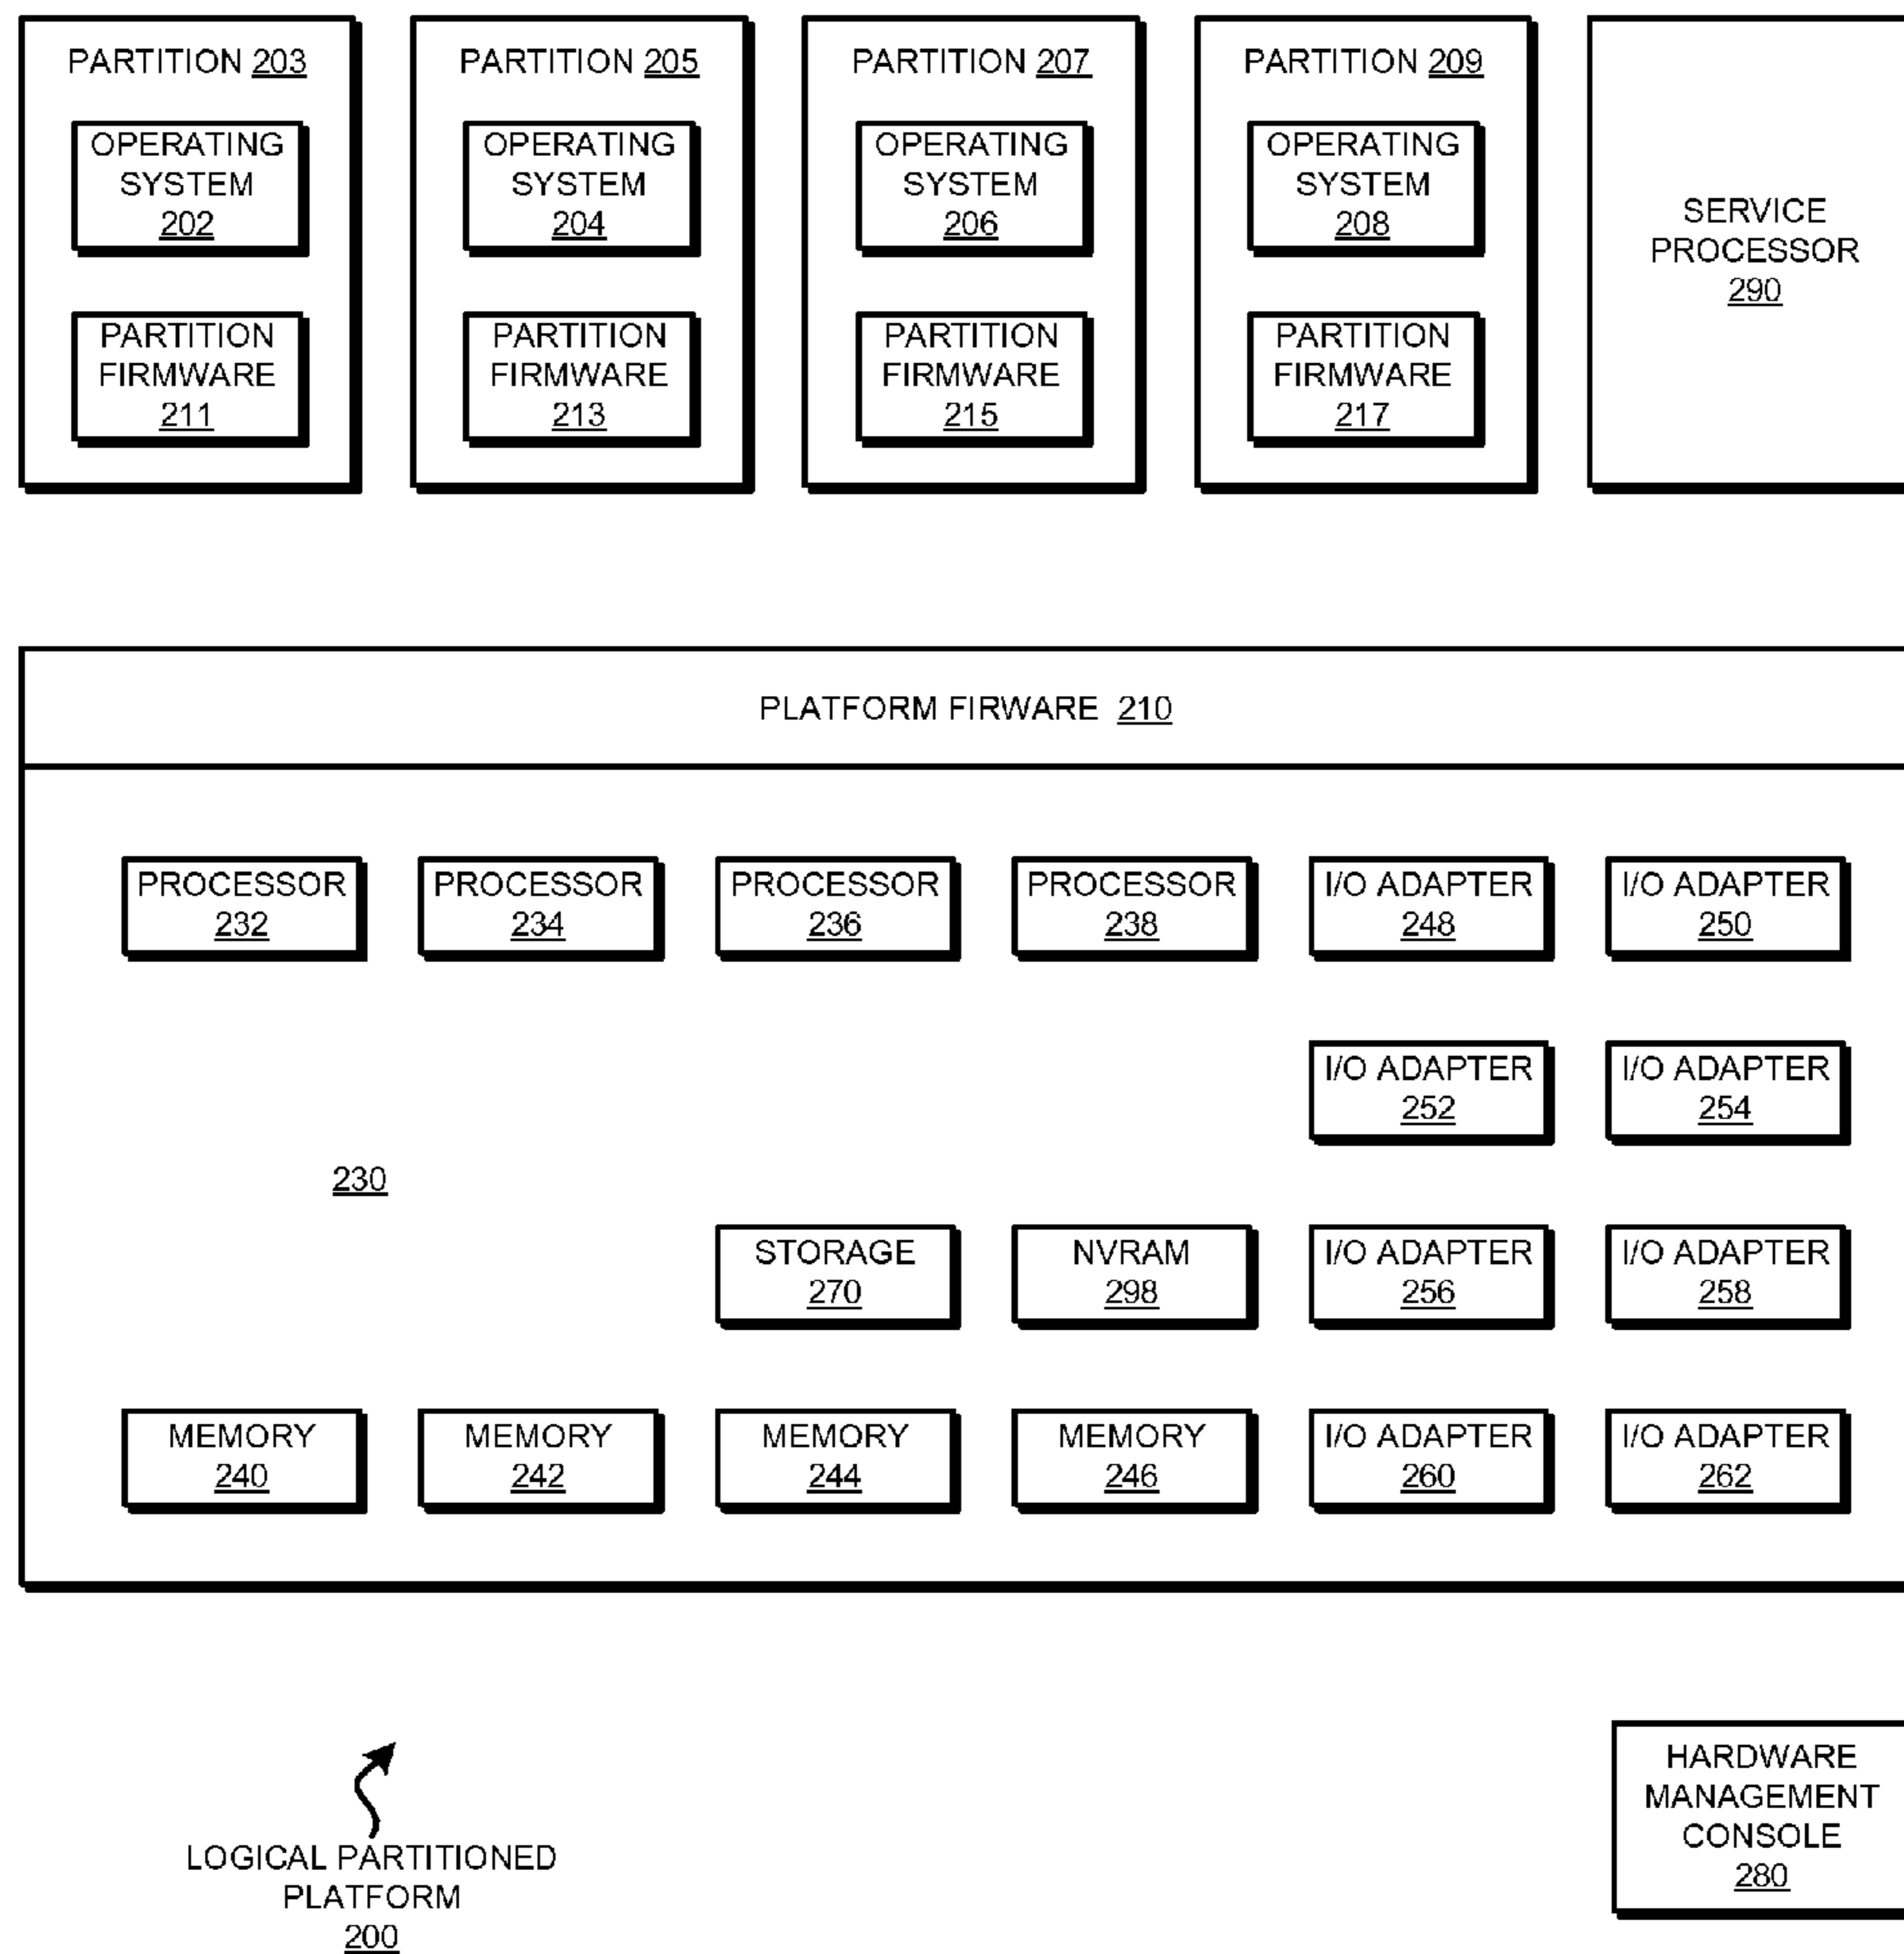 PARTITION 203
OPERATING
SYSTEM
202
PARTITION
FIRMWARE
211
PARTITION 205
OPERATING
SYSTEM
204
PARTITION
FIRMWARE
213
PARTITION 207
OPERATING
SYSTEM
206
PARTITION
FIRMWARE
215
PARTITION 209
OPERATING
SYSTEM
208
PARTITION
FIRMWARE
217
SERVICE
PROCESSOR
290
PLATFORM FIRWARE 210
PROCESSOR
232
PROCESSOR
234
PROCESSOR
236
PROCESSOR
238
I/O ADAPTER
248
I/O ADAPTER
250
I/O ADAPTER
252
I/O ADAPTER
254
230
STORAGE
270
NVRAM
298
I/O ADAPTER
256
I/O ADAPTER
258
MEMORY
240
MEMORY
242
MEMORY
244
MEMORY
246
I/O ADAPTER
260
I/O ADAPTER
262
LOGICAL PARTITIONED
PLATFORM
200
HARDWARE
MANAGEMENT
CONSOLE
280